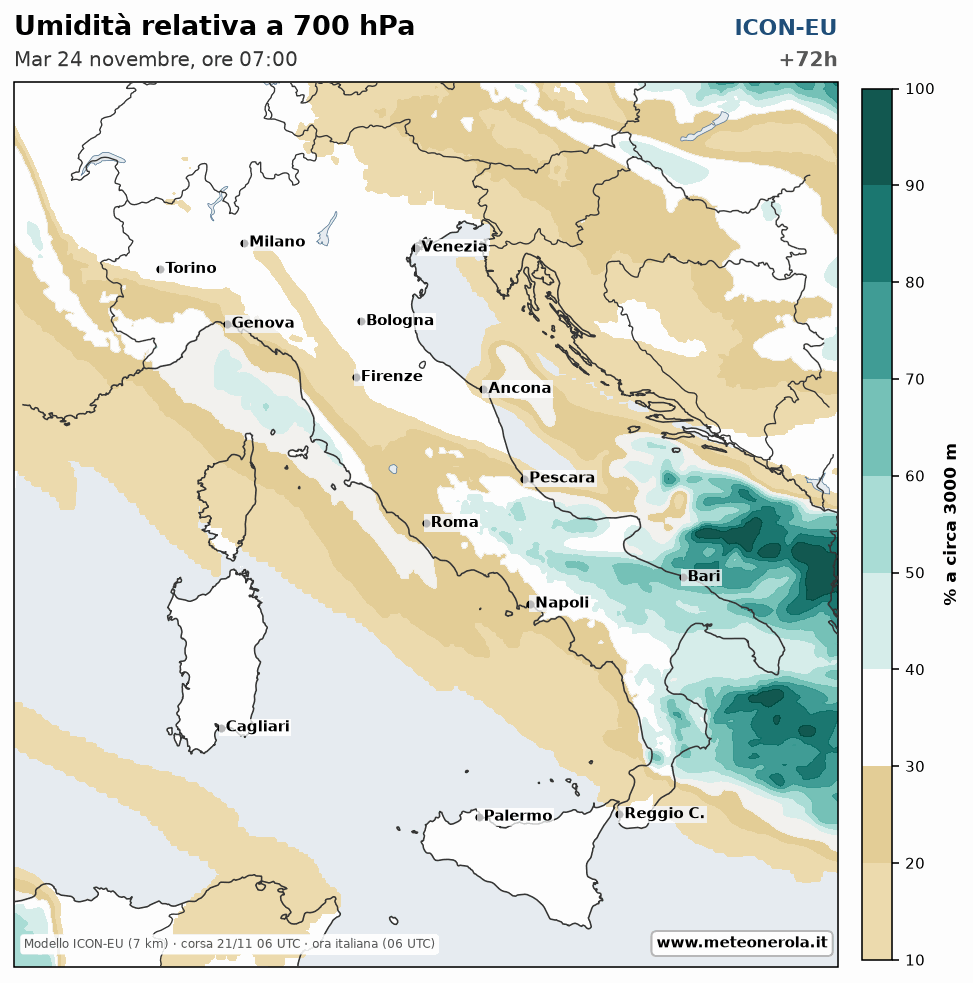 Umidità relativa a 700 hPa
ICON-EU
Mar 24 novembre, ore 07:00
+72h
Milano
Venezia
Torino
Genova
Bologna
Firenze
Ancona
Pescara
Roma
Bari
Napoli
Cagliari
Palermo
Reggio C.
100
90
80
70
60
50
40
30
20
10
% a circa 3000 m
Modello ICON-EU (7 km) · corsa 21/11 06 UTC · ora italiana (06 UTC)
www.meteonerola.it